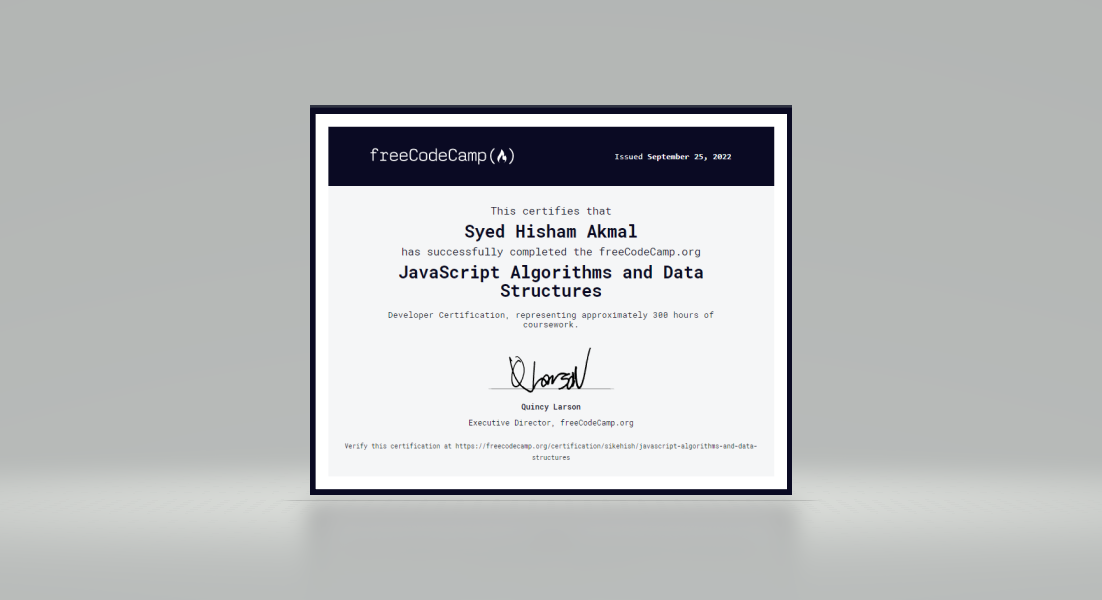 freeCodeCamp(🔥)
Issued September 25, 2022
This certifies that
Syed Hisham Akmal
has successfully completed the freeCodeCamp.org
JavaScript Algorithms and Data
Structures
Developer Certification, representing approximately 300 hours of
coursework.
QLarson
Quincy Larson
Executive Director, freeCodeCamp.org
Verify this certification at https://freecodecamp.org/certification/sikehish/javascript-algorithms-and-data-
structures